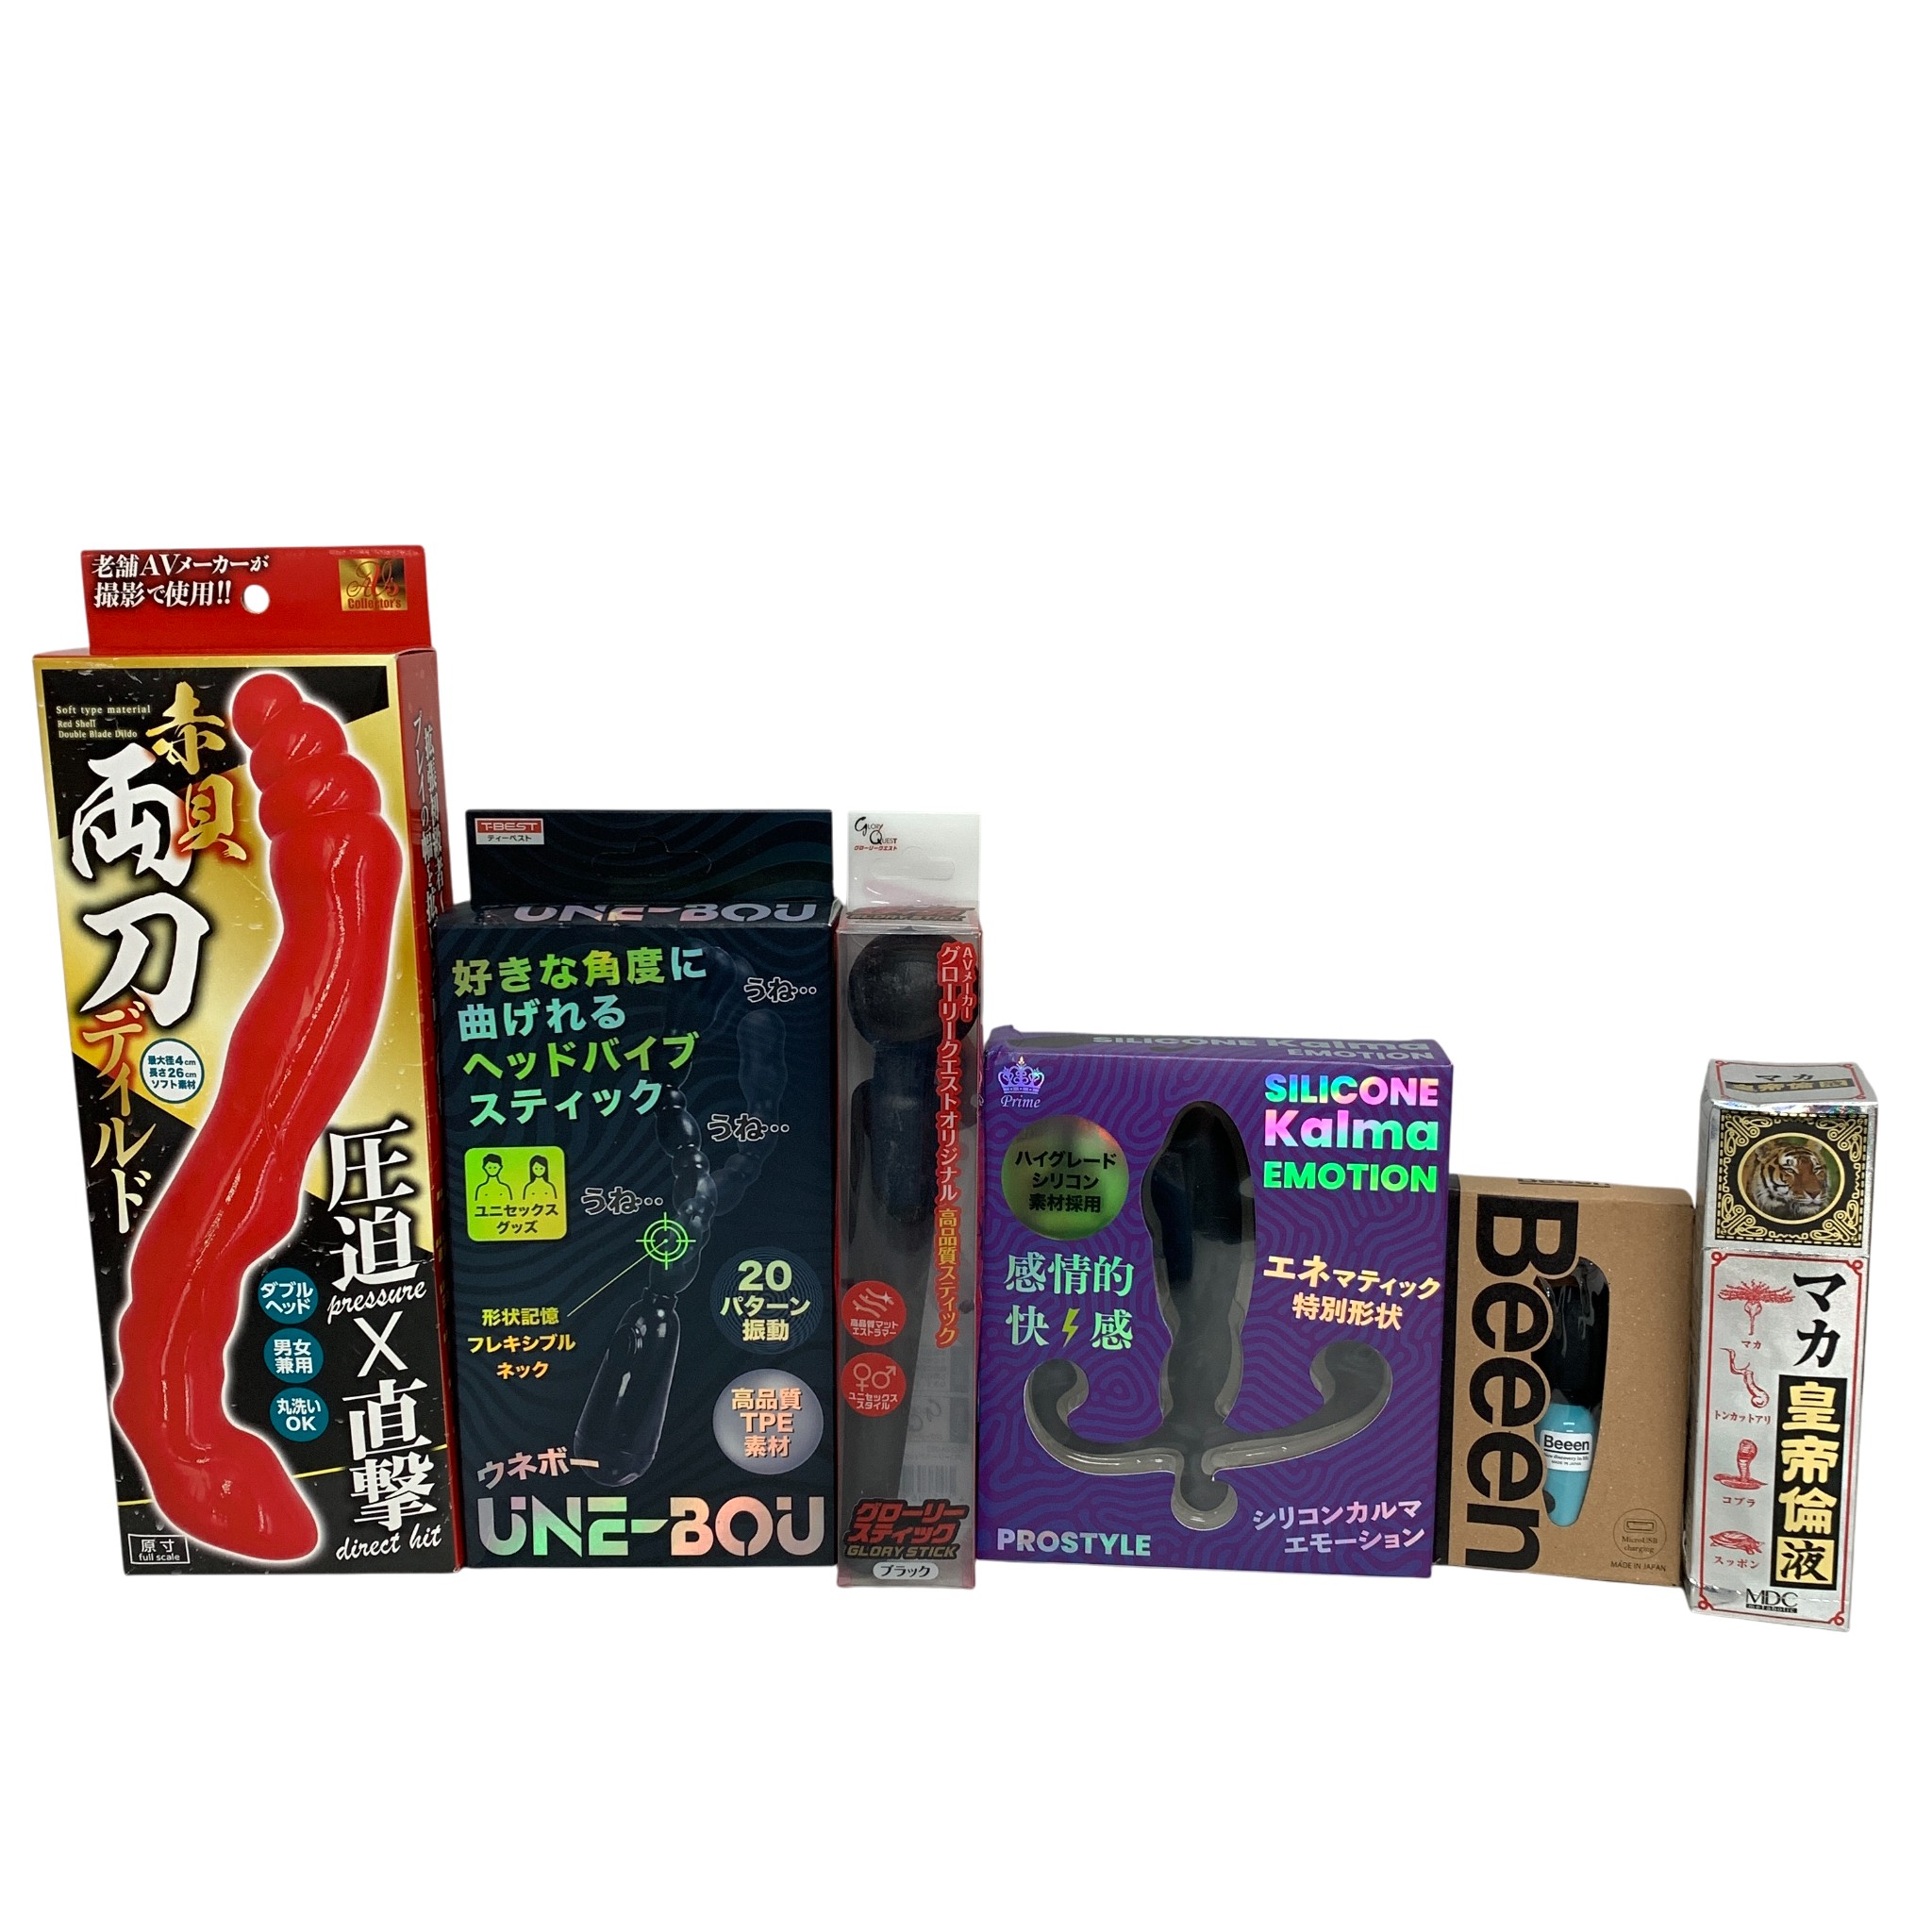 老舗AVメーカーが
撮影で使用!!
A's
Collector's
Soft type material
Red Shell
Double Blade Dildo
赤貝
両刀
ディルド
最大径4cm
長さ26cm
ソフト素材
圧迫
pressure
×
直撃
direct hit
ダブル
ヘッド
男女
兼用
丸洗い
OK
原寸
full scale
T-BEST
ティーベスト
UNE-BOU
好きな角度に
曲げれる
ヘッドバイブ
スティック
うね…
うね…
うね…
ユニセックス
グッズ
形状記憶
フレキシブル
ネック
20
パターン
振動
高品質
TPE
素材
ウネボー
UNE-BOU
GLORY QUEST
グローリークエスト
GLORY STICK
AVメーカー
グローリークエストオリジナル 高品質スティック
高品質マット
エストラマー
ユニセックス
スタイル
グローリー
スティック
GLORY STICK
ブラック
SILICONE Kalma
EMOTION
Prime
SILICONE
Kalma
EMOTION
ハイグレード
シリコン
素材採用
感情的
快感
エネマティック
特別形状
シリコンカルマ
エモーション
PROSTYLE
Beeen
Beeen
MADE IN JAPAN
MicroUSB
charging
MADE IN JAPAN
マカ
皇帝倫液
マカ
皇帝倫液
マカ
トンカットアリ
コブラ
スッポン
MDC
metabolic